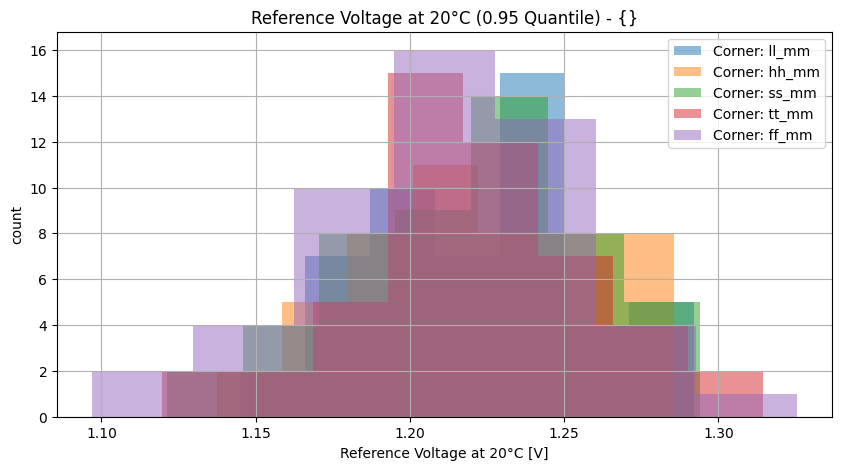 Reference Voltage at 20°C (0.95 Quantile) - {}
16
14
12
10
8
6
4
2
0
count
Corner: ll_mm
Corner: hh_mm
Corner: ss_mm
Corner: tt_mm
Corner: ff_mm
1.10
1.15
1.20
1.25
1.30
Reference Voltage at 20°C [V]